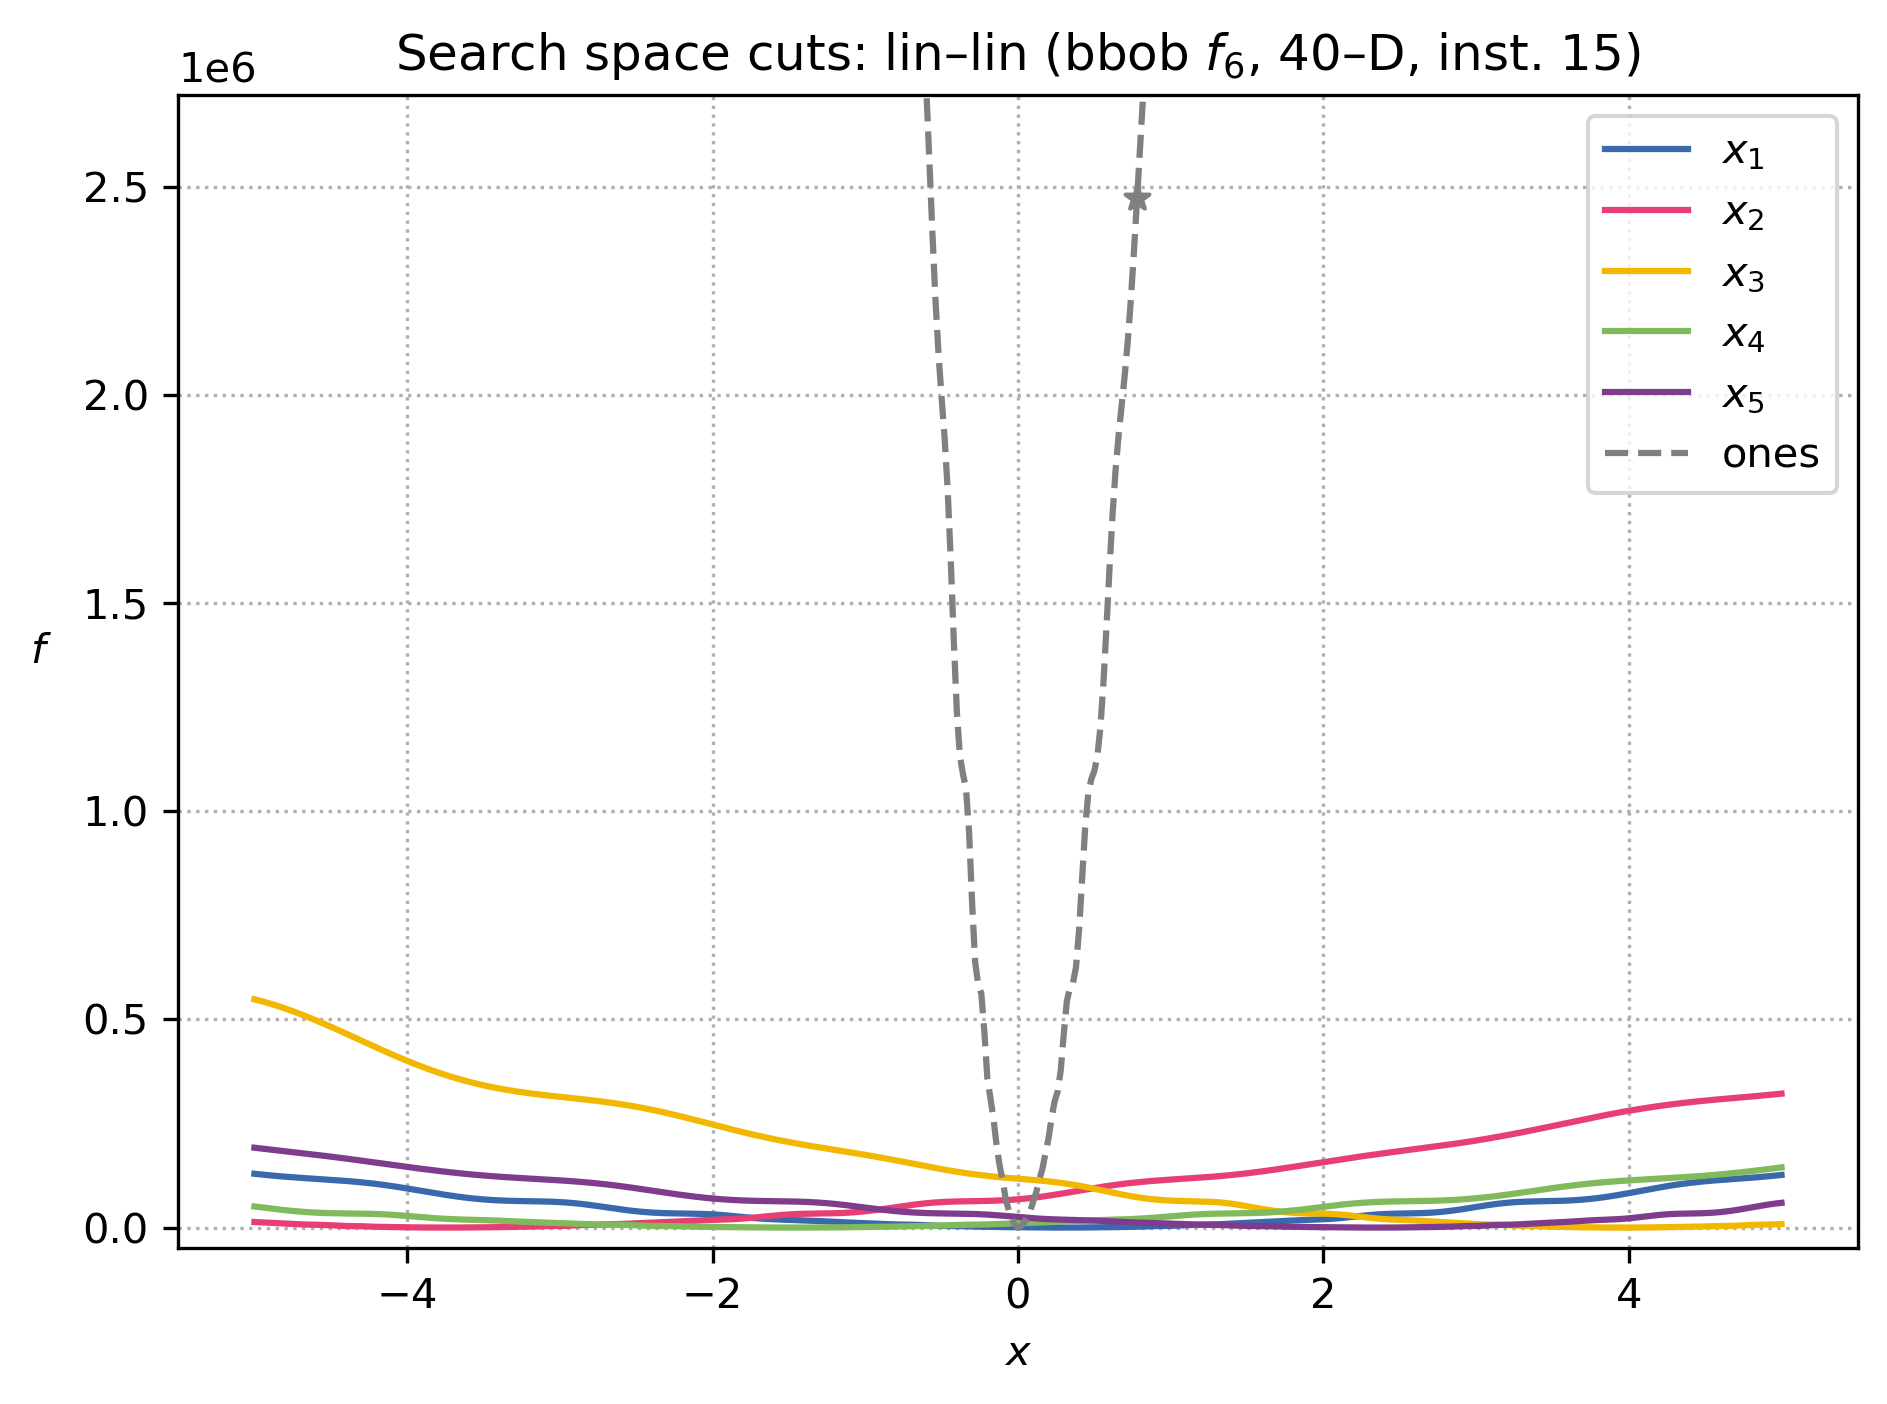 Search space cuts: lin–lin (bbob f₆, 40–D, inst. 15)
1e6
2.5
2.0
1.5
1.0
0.5
0.0
f
−4
−2
0
2
4
x
x₁
x₂
x₃
x₄
x₅
ones